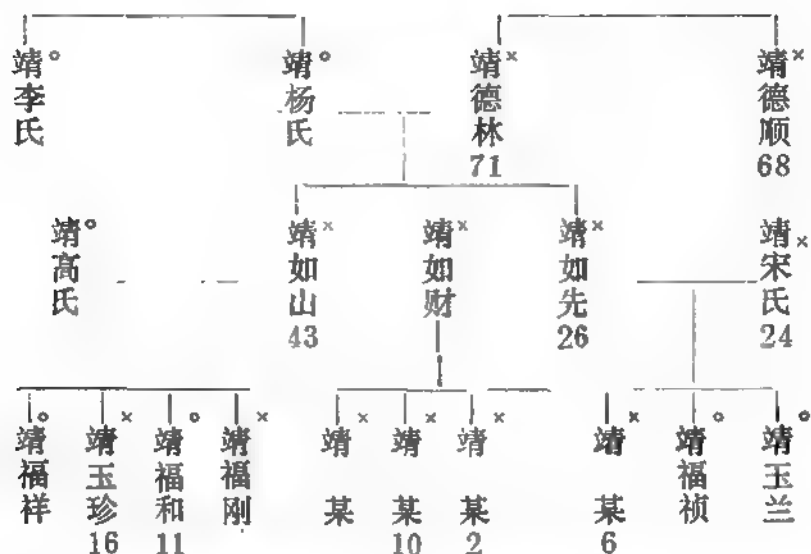 靖李氏° 靖杨氏° 靖德林×71 靖德顺×68
靖高氏° 靖如山×43 靖如财× 靖如先×26 靖宋氏×24
靖福祥° 靖玉珍×16 靖福和°11 靖福刚× 靖某× 靖某×10 靖某×2 靖某×6 靖福祯° 靖玉兰°